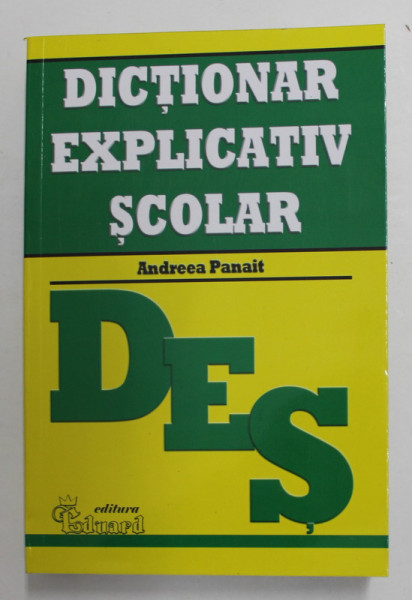 DICȚIONAR
EXPLICATIV
ȘCOLAR
Andreea Panait
DEȘ
editura
Eduard